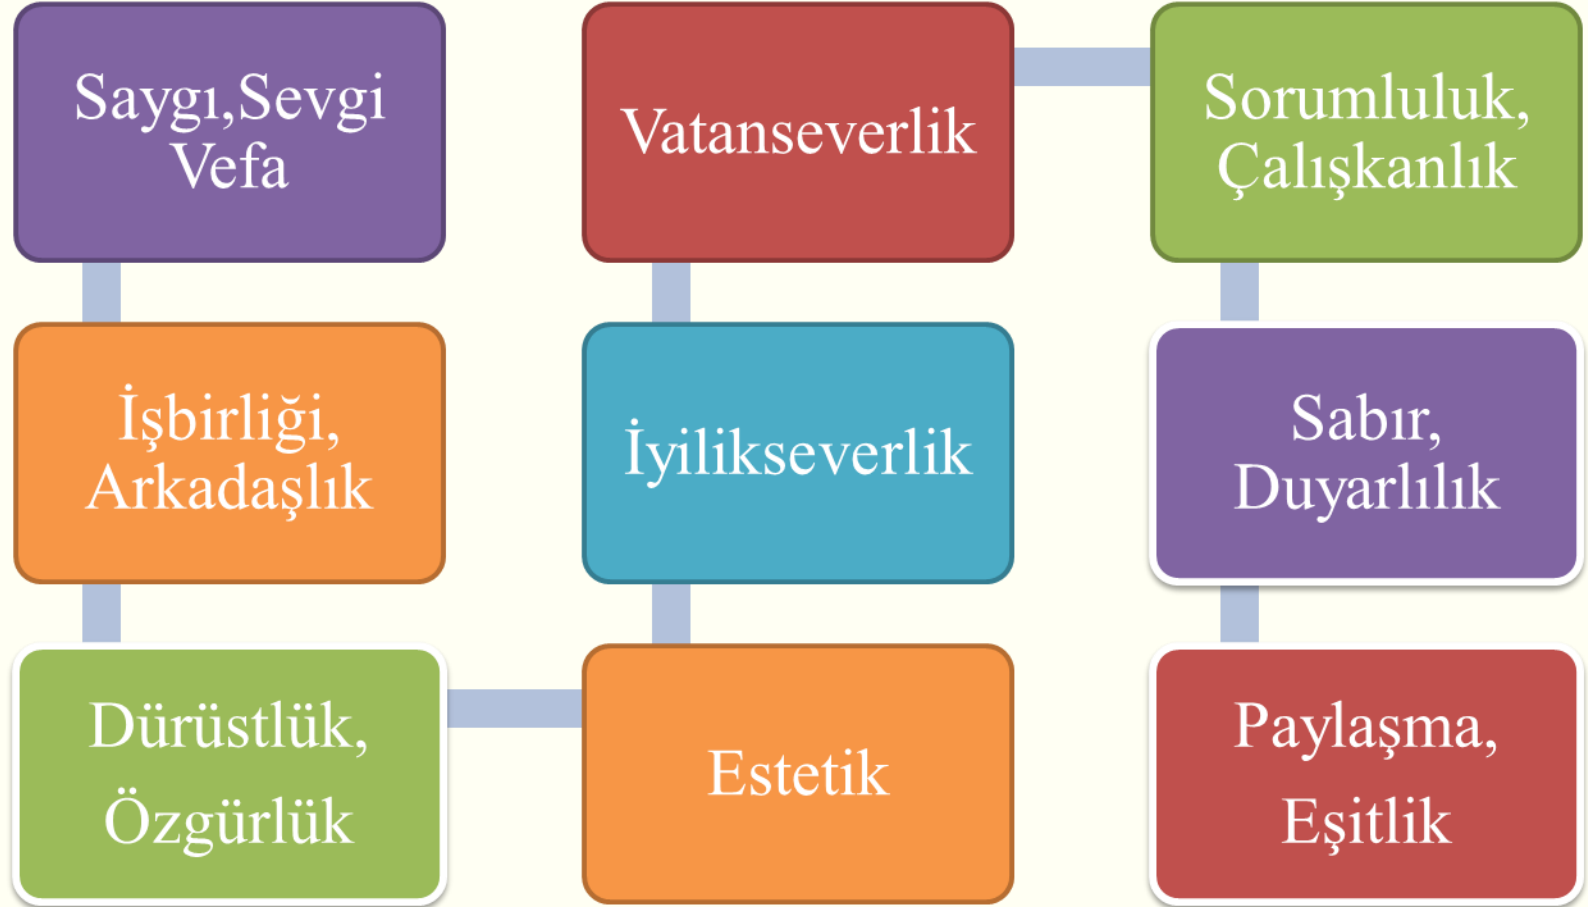 Saygı,Sevgi
Vefa
İşbirliği,
Arkadaşlık
Dürüstlük,
Özgürlük
Estetik
İyilikseverlik
Vatanseverlik
Sorumluluk,
Çalışkanlık
Sabır,
Duyarlılık
Paylaşma,
Eşitlik